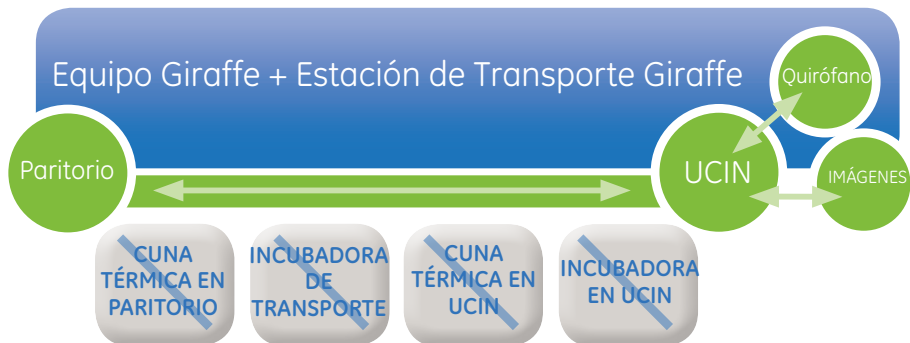 Equipo Giraffe + Estación de Transporte Giraffe
Quirófano
Paritorio
UCIN
IMÁGENES
CUNA
TÉRMICA EN
PARITORIO
INCUBADORA
DE
TRANSPORTE
CUNA
TÉRMICA EN
UCIN
INCUBADORA
EN UCIN